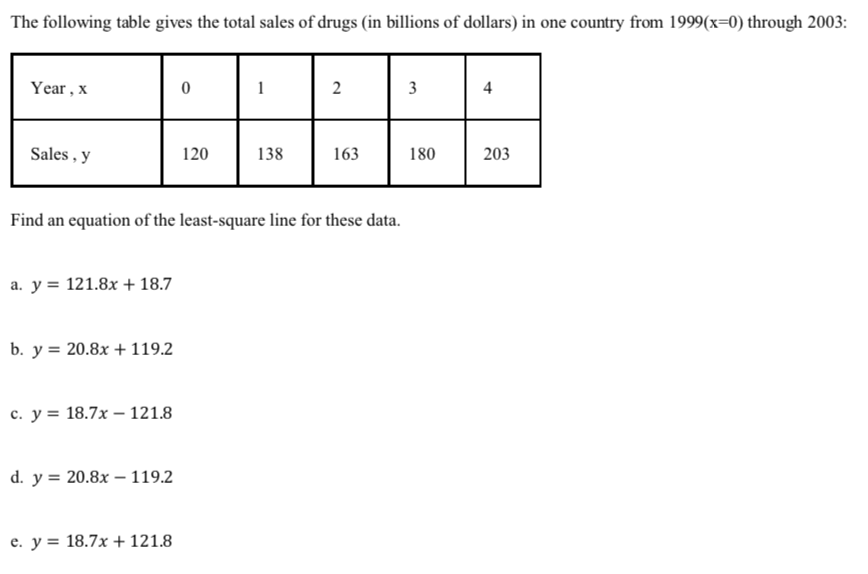 The following table gives the total sales of drugs (in billions of dollars) in one country from 1999(x=0) through 2003:
Year , x 0 1 2 3 4
Sales , y 120 138 163 180 203
Find an equation of the least-square line for these data.
a. y = 121.8x + 18.7
b. y = 20.8x + 119.2
c. y = 18.7x − 121.8
d. y = 20.8x − 119.2
e. y = 18.7x + 121.8